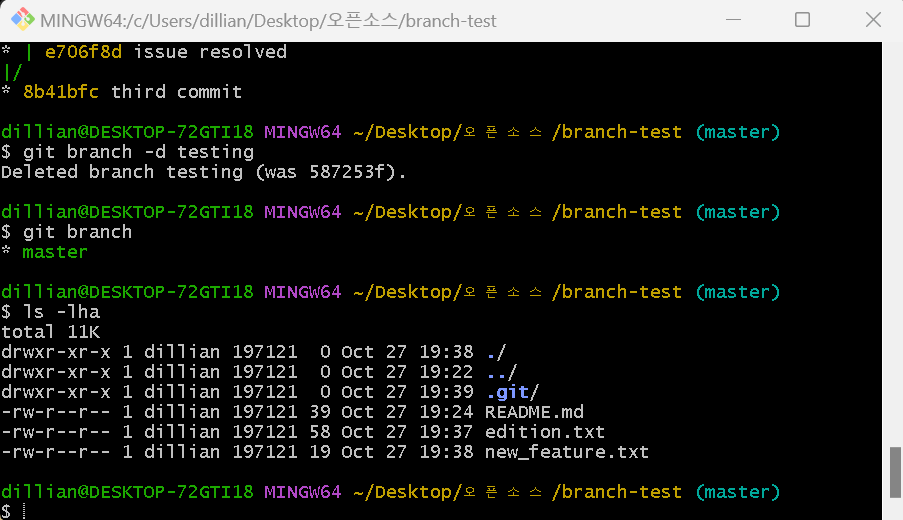 MINGW64:/c/Users/dillian/Desktop/오픈소스/branch-test
* | e706f8d issue resolved
|/
* 8b41bfc third commit
dillian@DESKTOP-72GTI18 MINGW64 ~/Desktop/오픈소스/branch-test (master)
$ git branch -d testing
Deleted branch testing (was 587253f).
dillian@DESKTOP-72GTI18 MINGW64 ~/Desktop/오픈소스/branch-test (master)
$ git branch
* master
dillian@DESKTOP-72GTI18 MINGW64 ~/Desktop/오픈소스/branch-test (master)
$ ls -lha
total 11K
drwxr-xr-x 1 dillian 197121  0 Oct 27 19:38 ./
drwxr-xr-x 1 dillian 197121  0 Oct 27 19:22 ../
drwxr-xr-x 1 dillian 197121  0 Oct 27 19:39 .git/
-rw-r--r-- 1 dillian 197121 39 Oct 27 19:24 README.md
-rw-r--r-- 1 dillian 197121 58 Oct 27 19:37 edition.txt
-rw-r--r-- 1 dillian 197121 19 Oct 27 19:38 new_feature.txt
dillian@DESKTOP-72GTI18 MINGW64 ~/Desktop/오픈소스/branch-test (master)
$